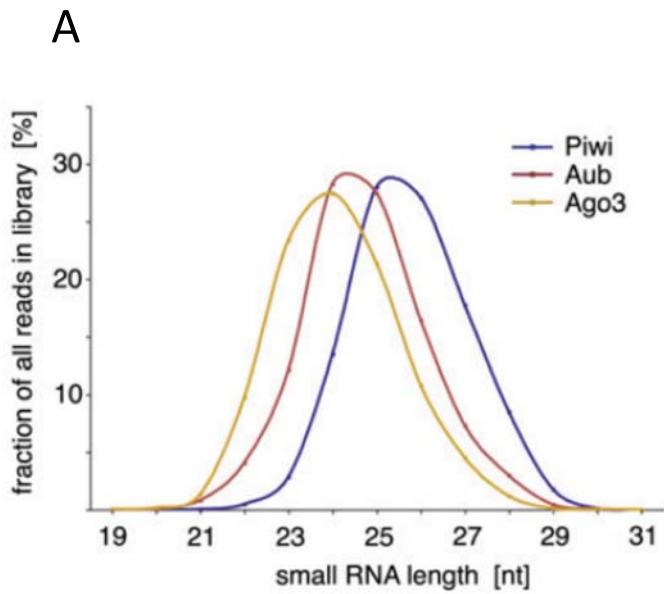 A
fraction of all reads in library [%]
30
20
10
Piwi
Aub
Ago3
19 21 23 25 27 29 31
small RNA length [nt]